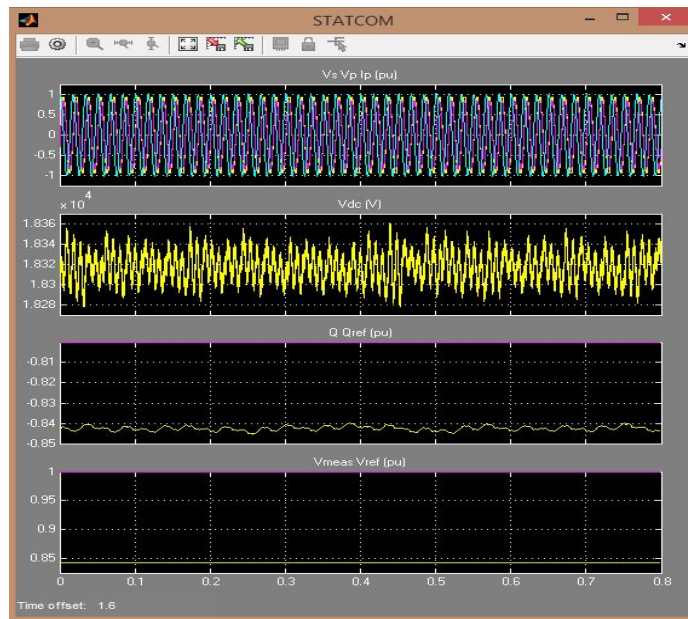 STATCOM
Vs Vp Ip (pu)
1
0.5
0
-0.5
-1
x 10^4
Vdc (V)
1.836
1.834
1.832
1.83
1.828
Q Qref (pu)
-0.81
-0.82
-0.83
-0.84
-0.85
Vmeas Vref (pu)
1
0.95
0.9
0.85
0 0.1 0.2 0.3 0.4 0.5 0.6 0.7 0.8
Time offset: 1.6